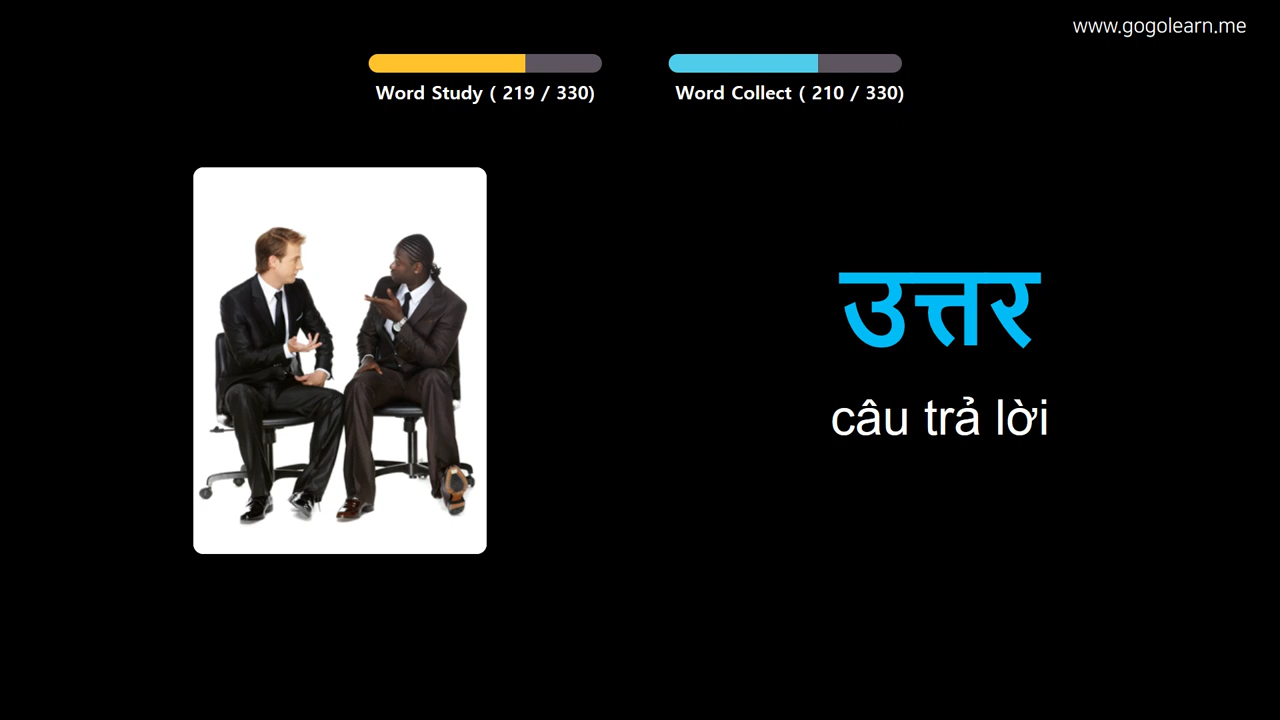 www.gogolearn.me
Word Study ( 219 / 330)
Word Collect ( 210 / 330)
उत्तर
câu trả lời